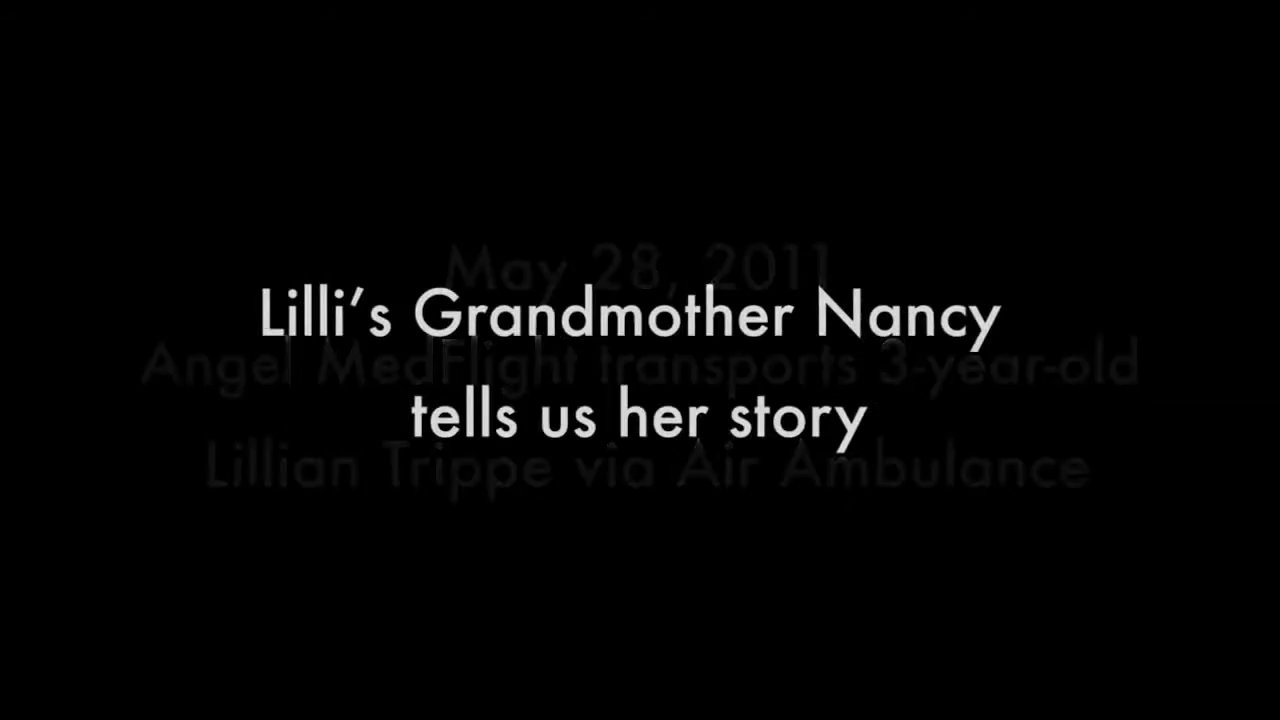 May 28, 2011
Lilli’s Grandmother Nancy
Angel MedFlight transports 3-year-old
tells us her story
Lillian Trippe via Air Ambulance